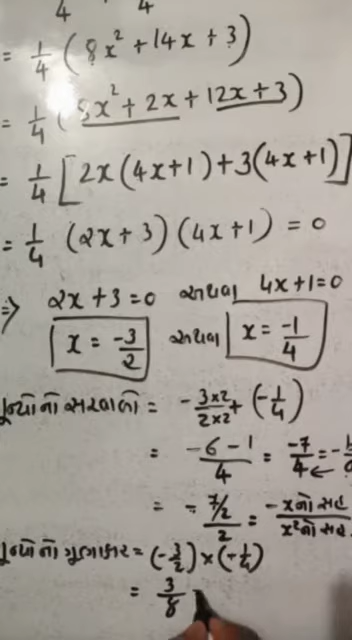 4 4
= 1/4 (8x² + 14x + 3)
= 1/4 (8x² + 2x + 12x + 3)
= 1/4 [2x(4x+1) + 3(4x+1)]
= 1/4 (2x+3)(4x+1) = 0
⇒ 2x+3=0 અથવા 4x+1=0
x = -3/2 અથવા x = -1/4
શૂન્યોનો સરવાળો = - 3×2/2×2 + (-1/4)
= -6-1/4 = -7/4 = -
= - 7/2/2 = -xનો સહ/x²નો સહ
શૂન્યોનો ગુણાકાર = (-3/2) × (-1/4)
= 3/8